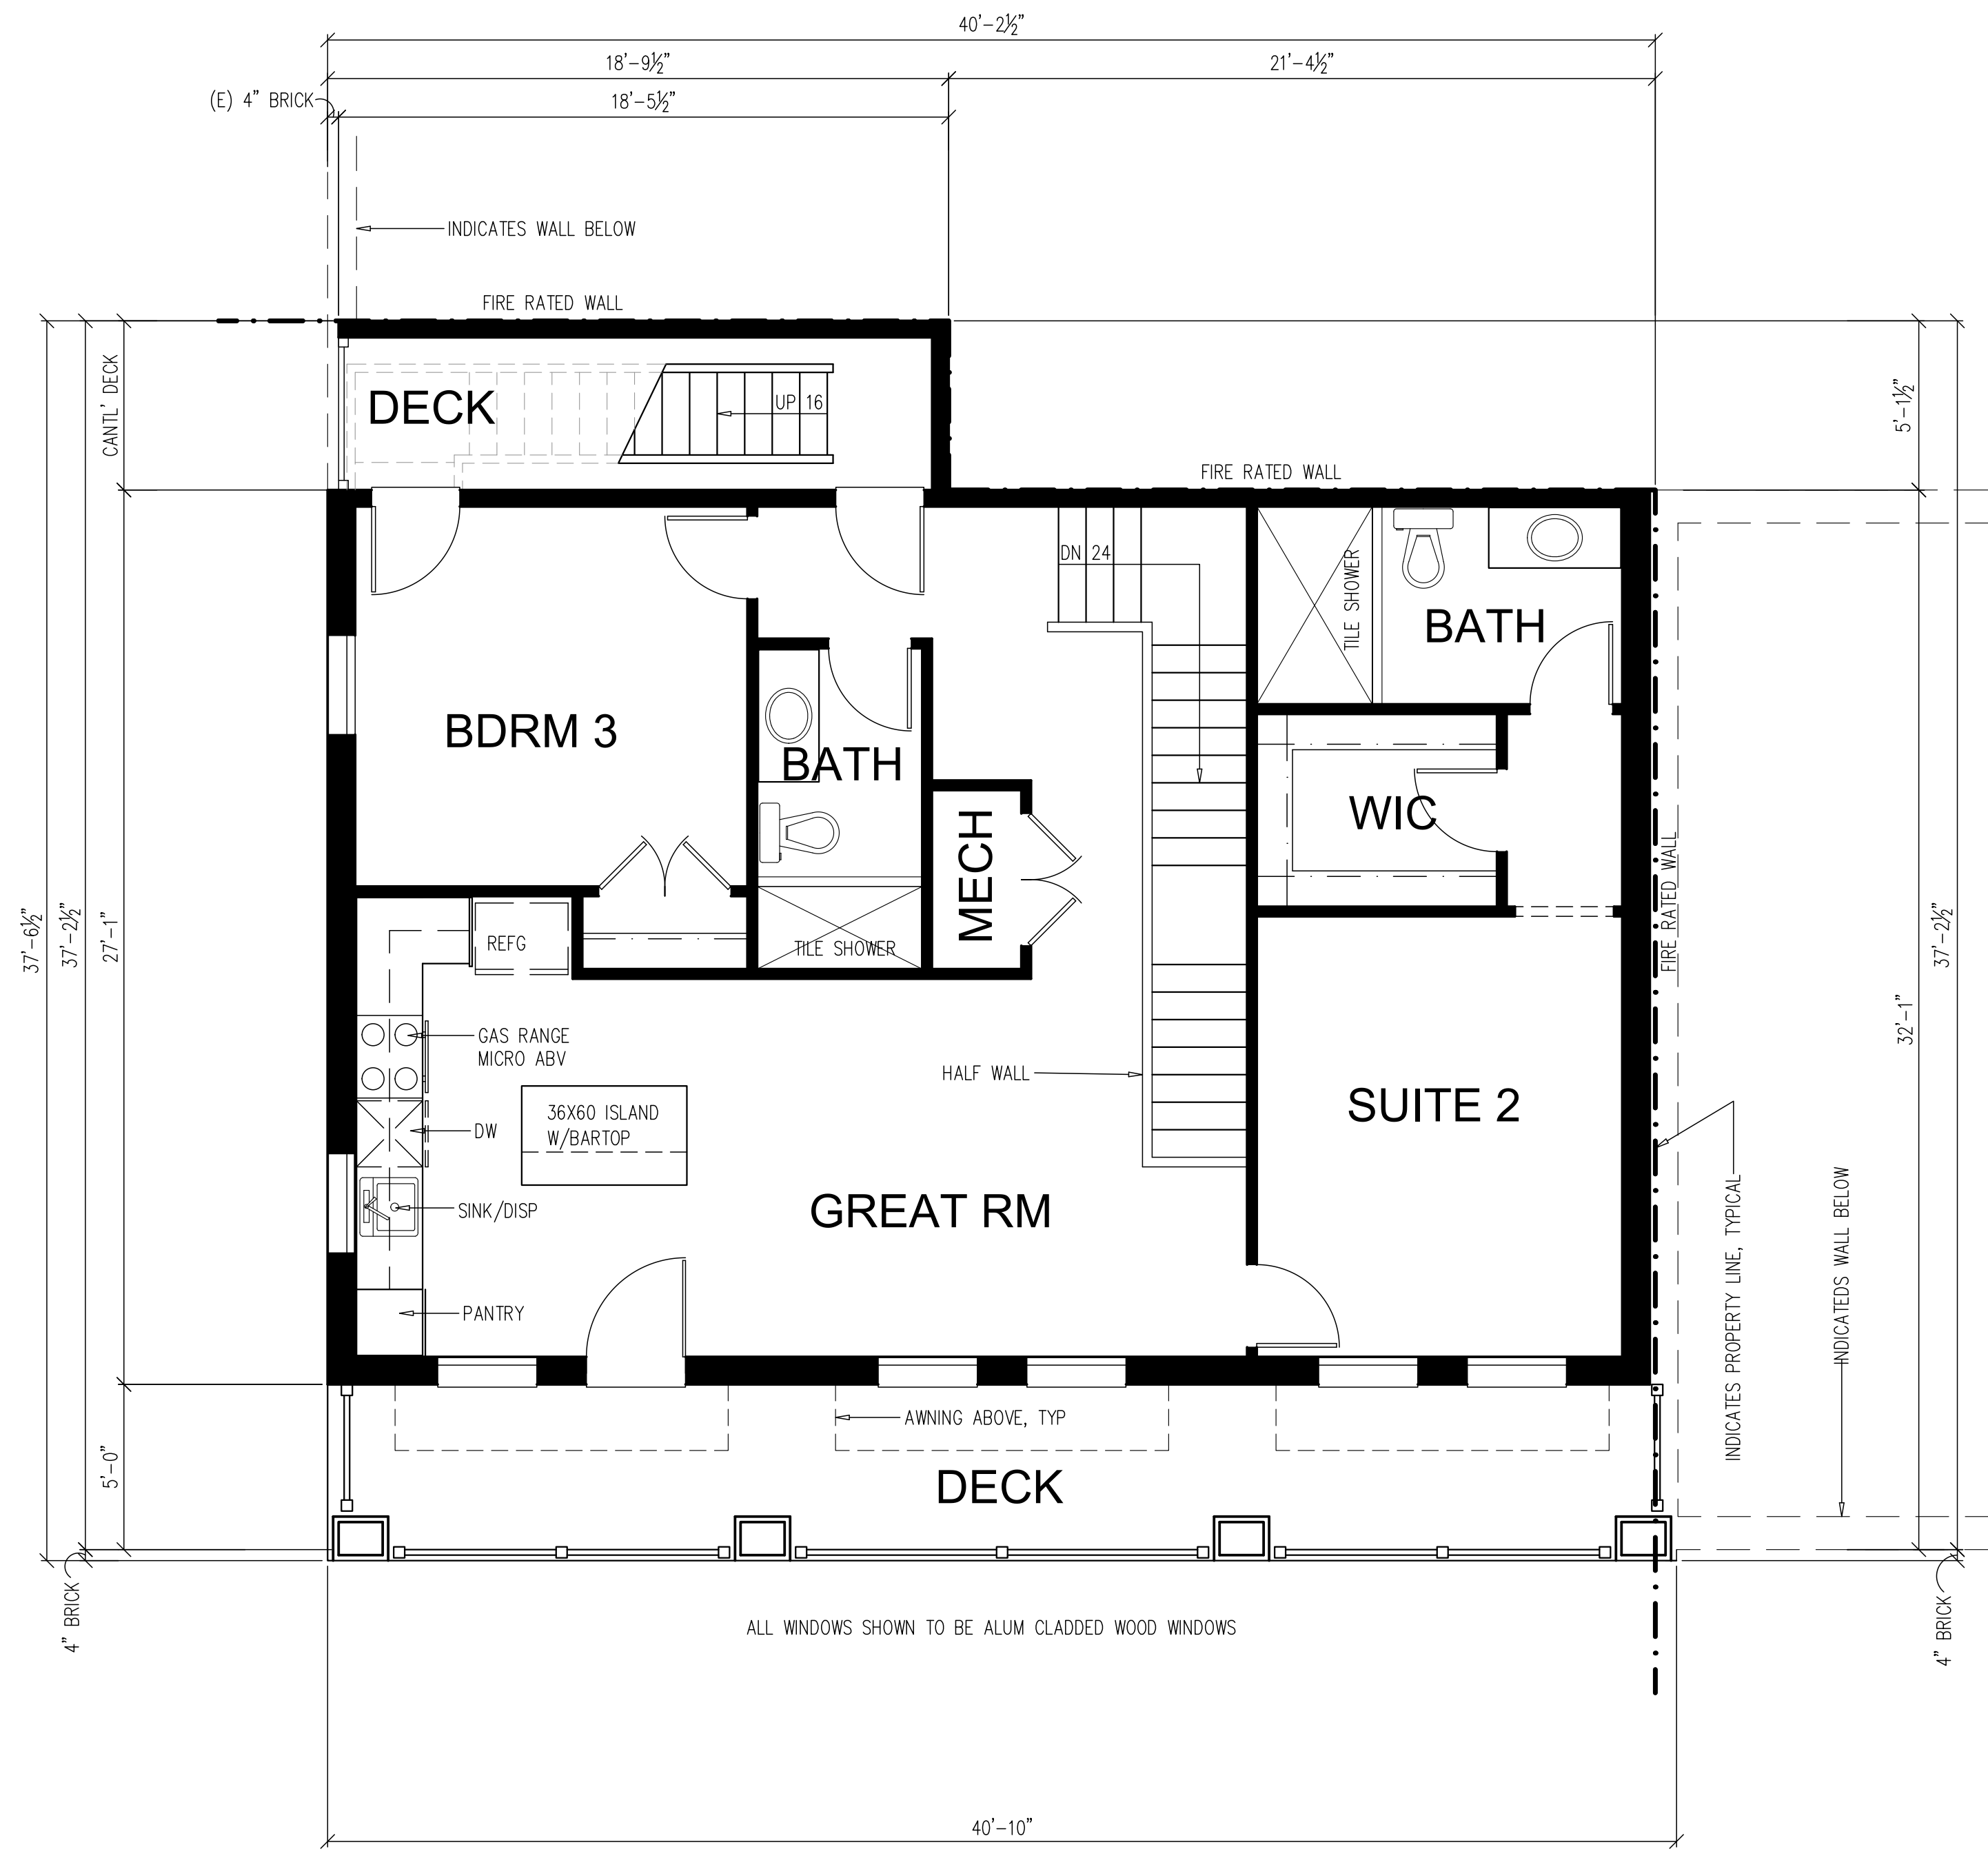 40'-2½"
18'-9½"
21'-4½"
(E) 4" BRICK
18'-5½"
INDICATES WALL BELOW
FIRE RATED WALL
CANTL' DECK
DECK
UP 16
5'-1½"
FIRE RATED WALL
DN 24
TILE SHOWER
BATH
BDRM 3
BATH
WIC
MECH
FIRE RATED WALL
37'-6½"
37'-2½"
27'-1"
REFG
TILE SHOWER
37'-2½"
32'-1"
GAS RANGE
MICRO ABV
HALF WALL
36X60 ISLAND
W/BARTOP
DW
SUITE 2
SINK/DISP
GREAT RM
PANTRY
INDICATES PROPERTY LINE, TYPICAL
INDICATEDS WALL BELOW
AWNING ABOVE, TYP
5'-0"
DECK
4" BRICK
4" BRICK
ALL WINDOWS SHOWN TO BE ALUM CLADDED WOOD WINDOWS
40'-10"